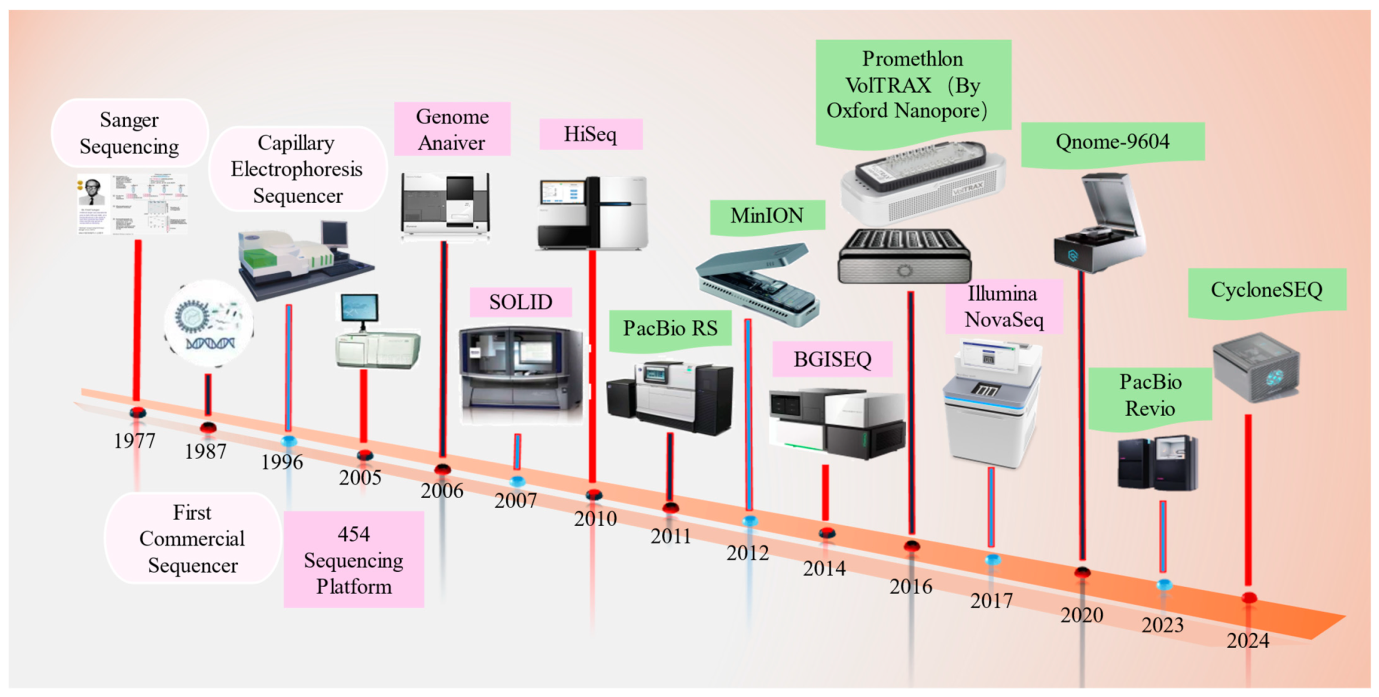 Sanger
Sequencing
1977
1987
First
Commercial
Sequencer
Capillary
Electrophoresis
Sequencer
1996
2005
454
Sequencing
Platform
Genome
Anaiver
2006
SOLID
2007
HiSeq
2010
PacBio RS
2011
MinION
2012
BGISEQ
2014
Promethlon
VolTRAX（By
Oxford Nanopore）
VolTRAX
2016
Illumina
NovaSeq
2017
Qnome-9604
2020
PacBio
Revio
2023
CycloneSEQ
2024